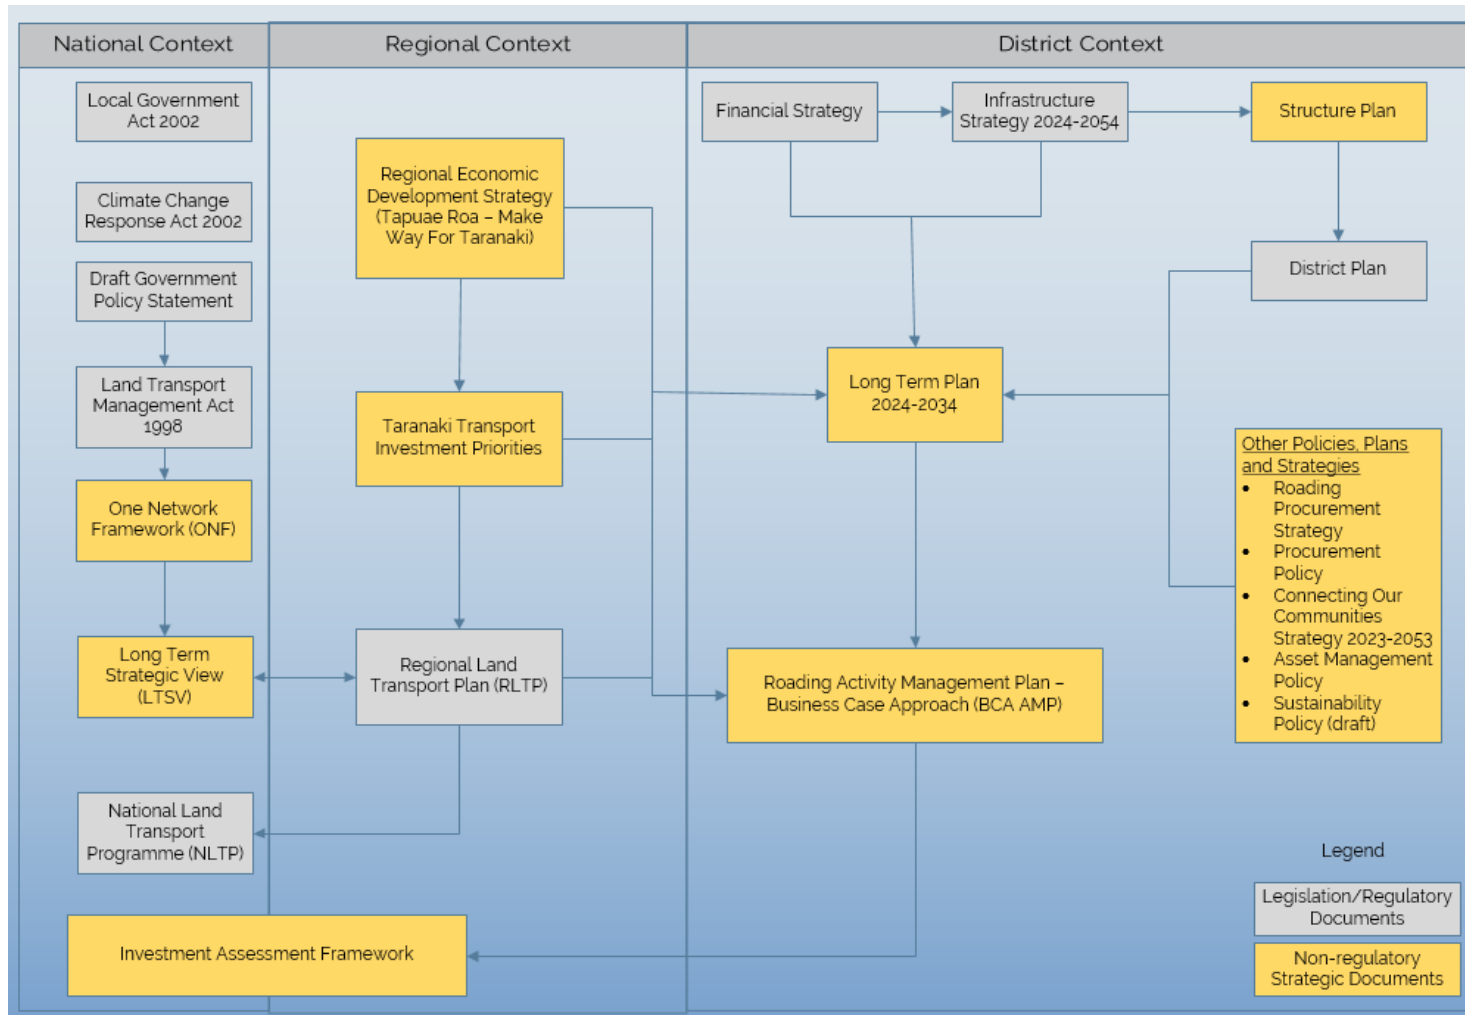 National Context
Regional Context
District Context
Local Government
Act 2002
Climate Change
Response Act 2002
Draft Government
Policy Statement
Land Transport
Management Act
1998
One Network
Framework (ONF)
Long Term
Strategic View
(LTSV)
National Land
Transport
Programme (NLTP)
Investment Assessment Framework
Regional Economic
Development Strategy
(Tapuae Roa – Make
Way For Taranaki)
Taranaki Transport
Investment Priorities
Regional Land
Transport Plan (RLTP)
Financial Strategy
Infrastructure
Strategy 2024-2054
Structure Plan
District Plan
Long Term Plan
2024-2034
Roading Activity Management Plan –
Business Case Approach (BCA AMP)
Other Policies, Plans
and Strategies
• Roading
Procurement
Strategy
• Procurement
Policy
• Connecting Our
Communities
Strategy 2023-2053
• Asset Management
Policy
• Sustainability
Policy (draft)
Legend
Legislation/Regulatory
Documents
Non-regulatory
Strategic Documents